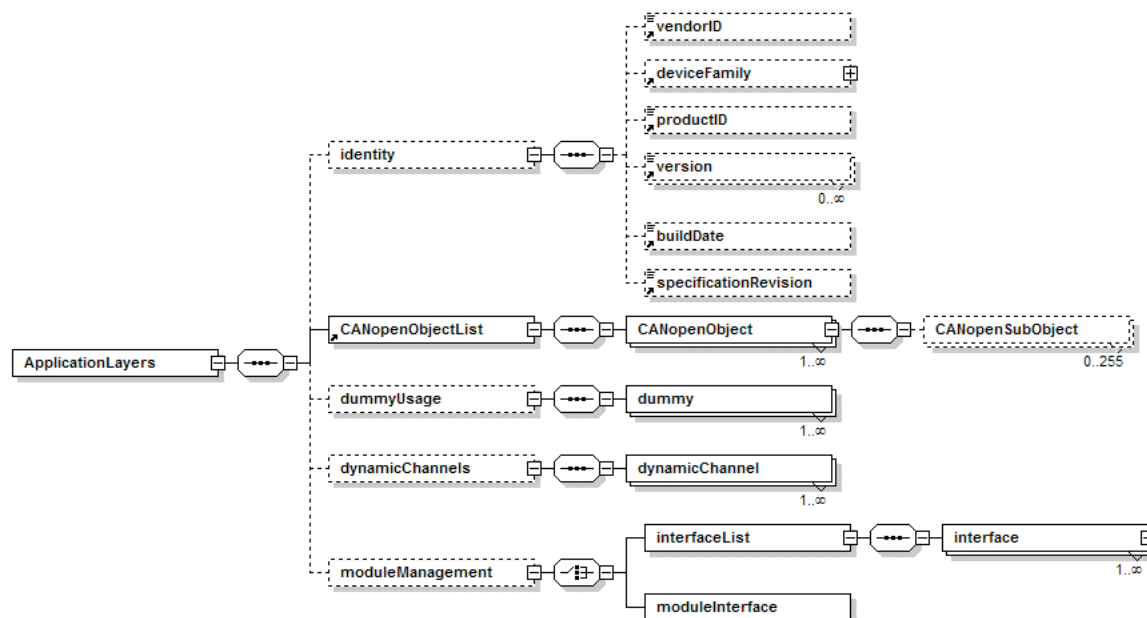 vendorID
deviceFamily
productID
identity
version
0..∞
buildDate
specificationRevision
CANopenObjectList
CANopenObject
CANopenSubObject
1..∞
0..255
ApplicationLayers
dummyUsage
dummy
1..∞
dynamicChannels
dynamicChannel
1..∞
interfaceList
interface
1..∞
moduleManagement
moduleInterface